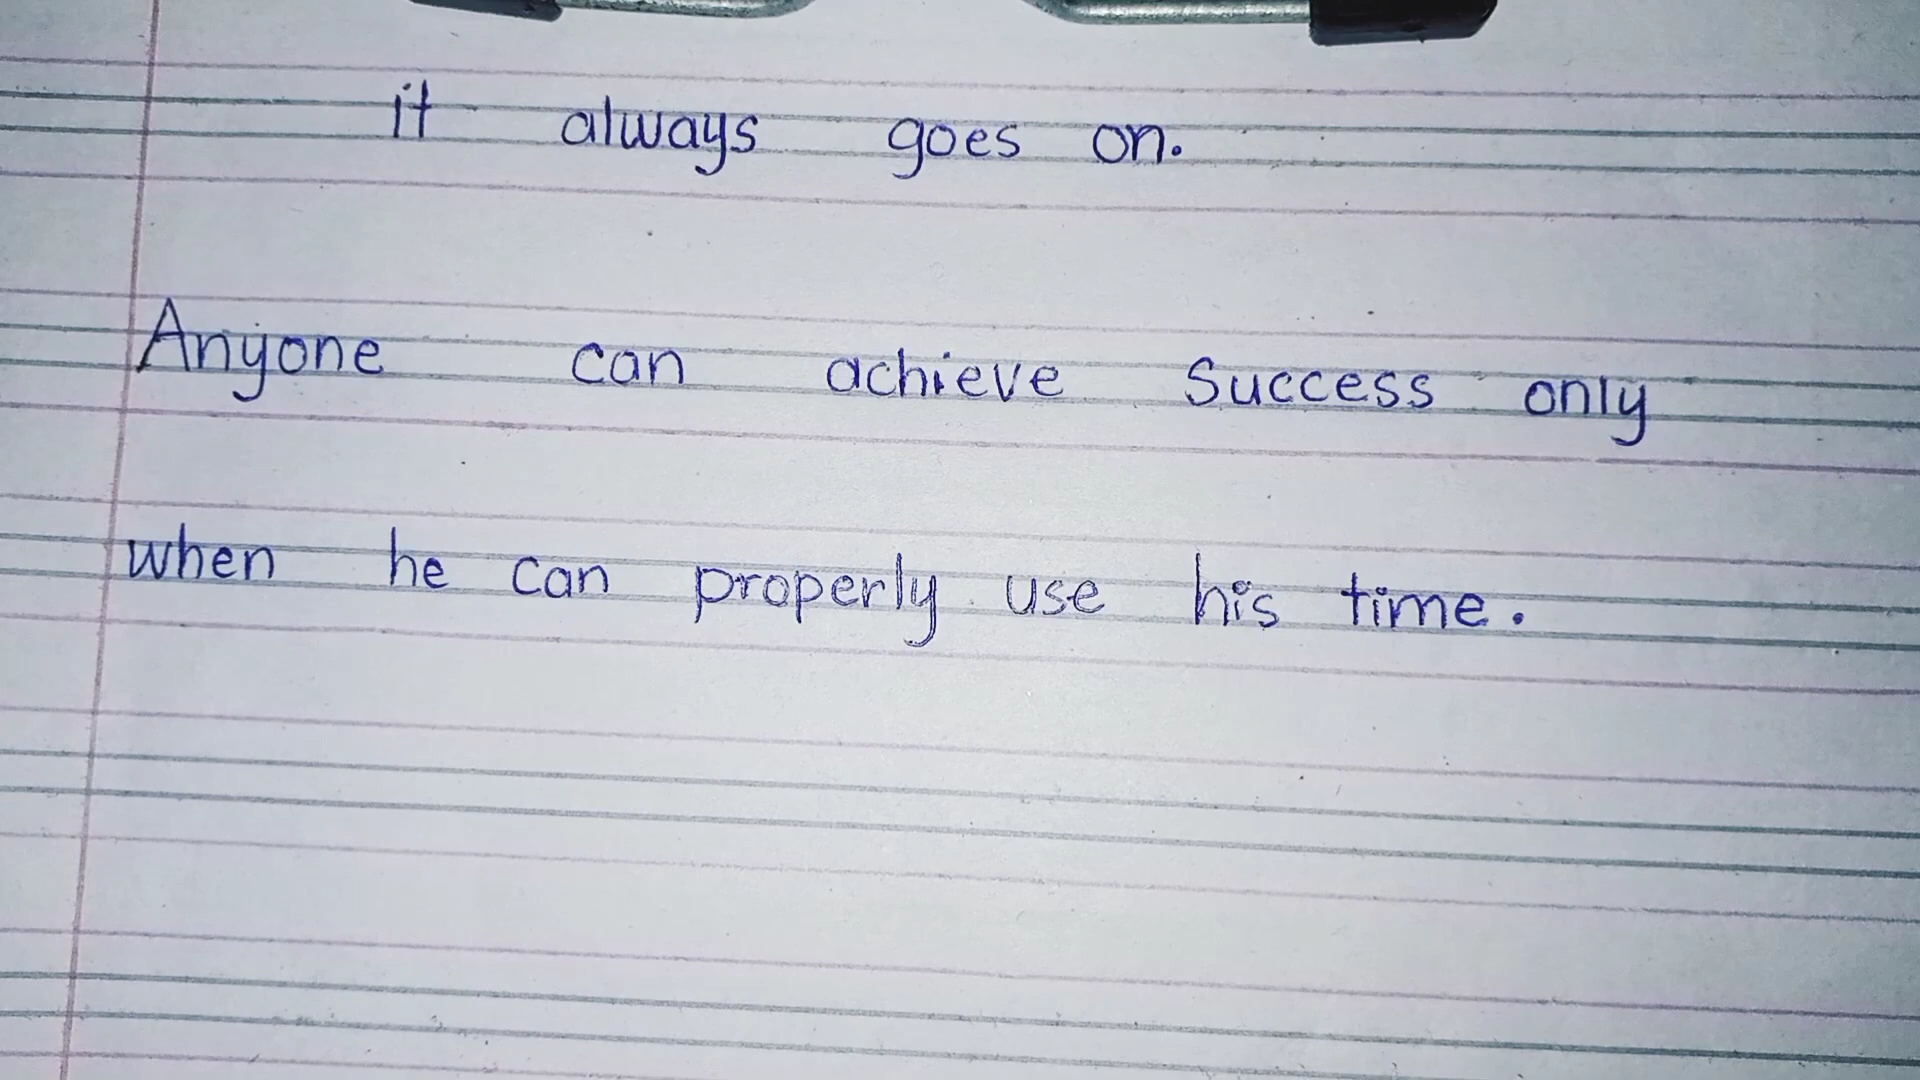 it always goes on.
Anyone can achieve success only
when he can properly use his time.